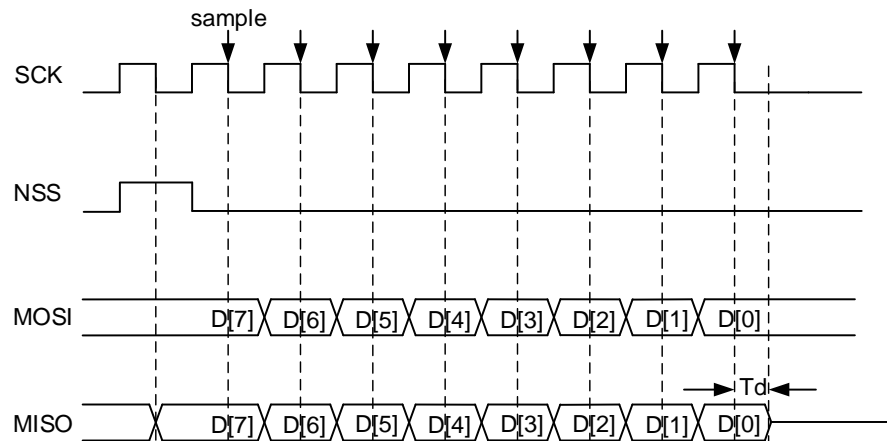 sample
SCK
NSS
MOSI D[7] D[6] D[5] D[4] D[3] D[2] D[1] D[0]
Td
MISO D[7] D[6] D[5] D[4] D[3] D[2] D[1] D[0]